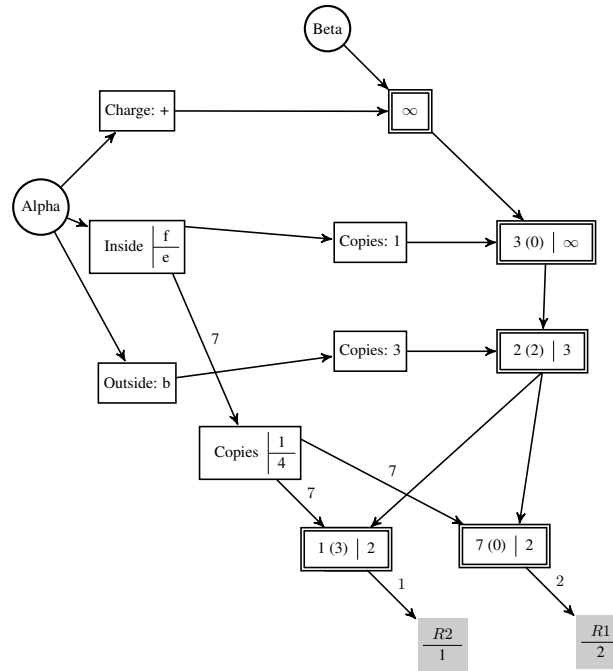 Beta
Charge: +
∞
Alpha
Inside
f
e
Copies: 1
3 (0) | ∞
7
Copies: 3
2 (2) | 3
Outside: b
Copies
1
4
7
7
1 (3) | 2
7 (0) | 2
1
2
R2
1
R1
2